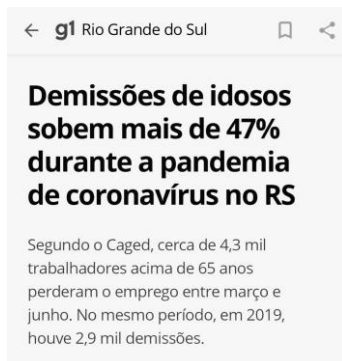 g1 Rio Grande do Sul
Demissões de idosos
sobem mais de 47%
durante a pandemia
de coronavírus no RS
Segundo o Caged, cerca de 4,3 mil
trabalhadores acima de 65 anos
perderam o emprego entre março e
junho. No mesmo período, em 2019,
houve 2,9 mil demissões.